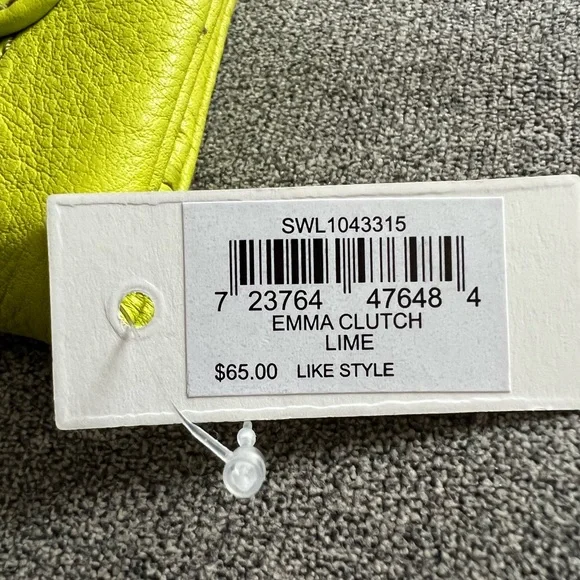 SWL1043315
7 23764 47648 4
EMMA CLUTCH
LIME
$65.00 LIKE STYLE